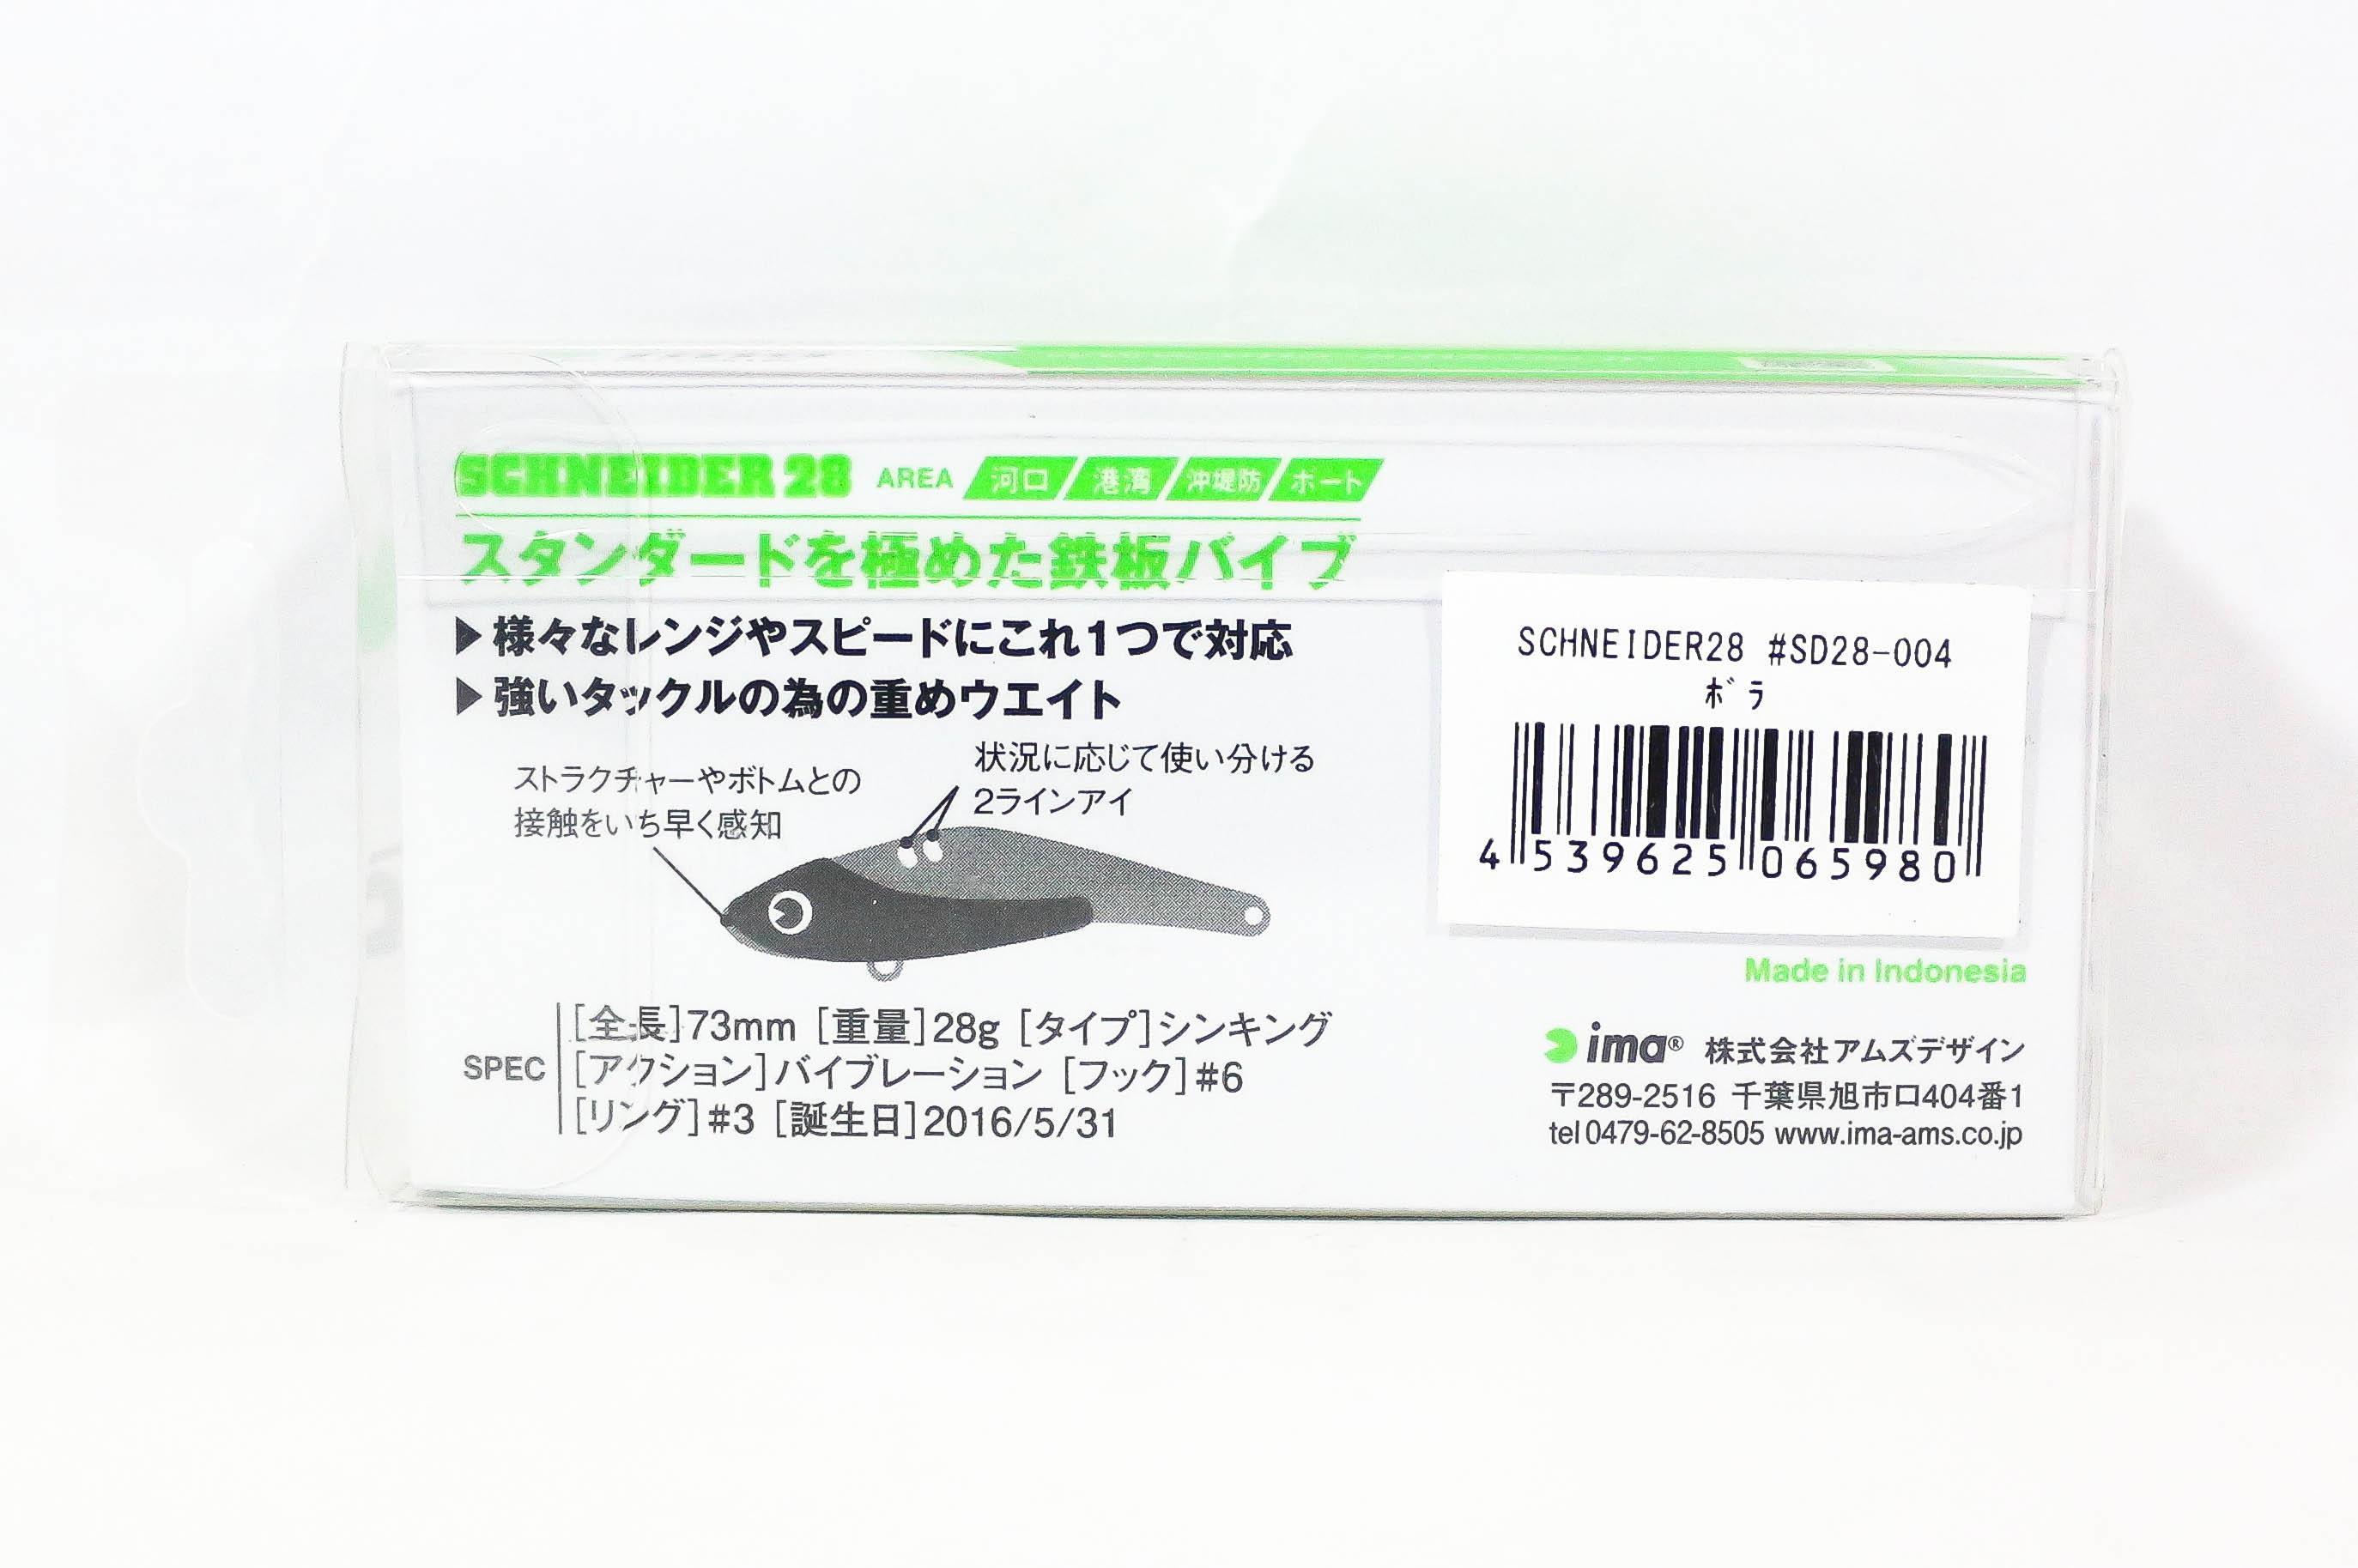 SCHNEIDER 28 AREA 河口 港湾 沖堤防 ボート
スタンダードを極めた鉄板バイブ
▶様々なレンジやスピードにこれ1つで対応
▶強いタックルの為の重めウエイト
ストラクチャーやボトムとの
接触をいち早く感知
状況に応じて使い分ける
2ラインアイ
SPEC
[全長]73mm [重量]28g [タイプ]シンキング
[アクション]バイブレーション [フック]#6
[リング]#3 [誕生日]2016/5/31
SCHNEIDER28 #SD28-004
ボラ
4 539625 065980
Made in Indonesia
ima® 株式会社アムズデザイン
〒289-2516 千葉県旭市ロ404番1
tel 0479-62-8505 www.ima-ams.co.jp